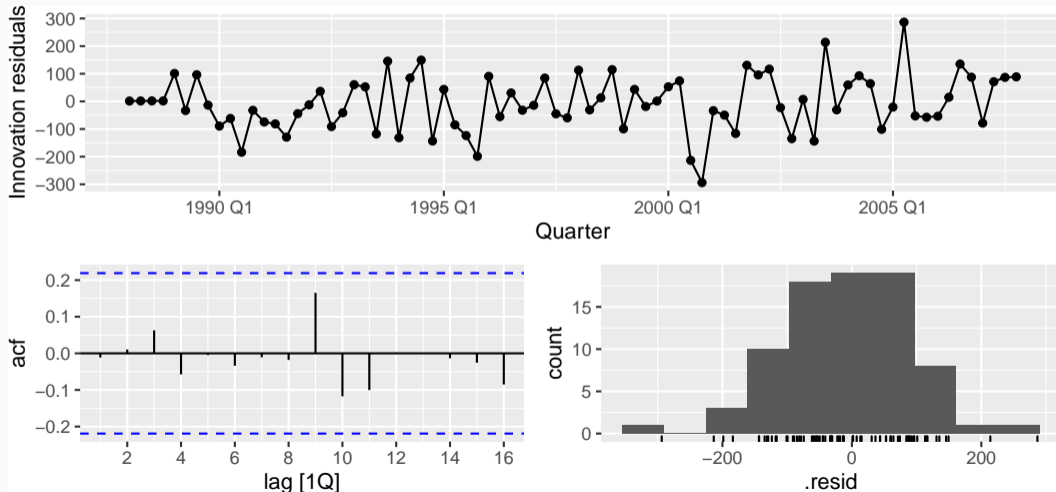 Innovation residuals
300
200
100
0
−100
−200
−300
1990 Q1 1995 Q1 2000 Q1 2005 Q1
Quarter
acf
0.2
0.1
0.0
−0.1
−0.2
2 4 6 8 10 12 14 16
lag [1Q]
count
15
10
5
0
−200 0 200
.resid